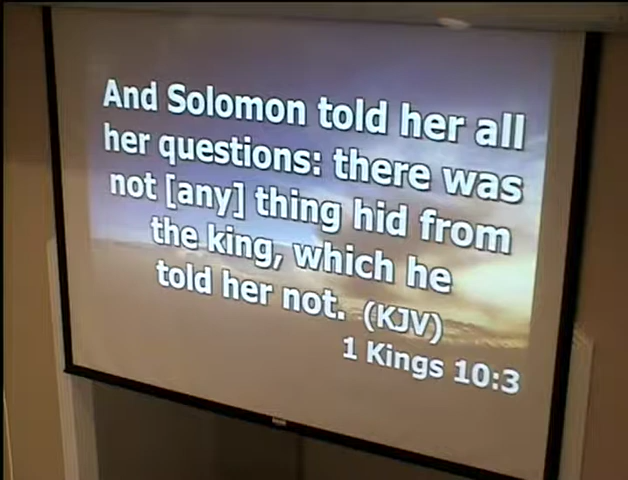 And Solomon told her all
her questions: there was
not [any] thing hid from
the king, which he
told her not. (KJV)
1 Kings 10:3